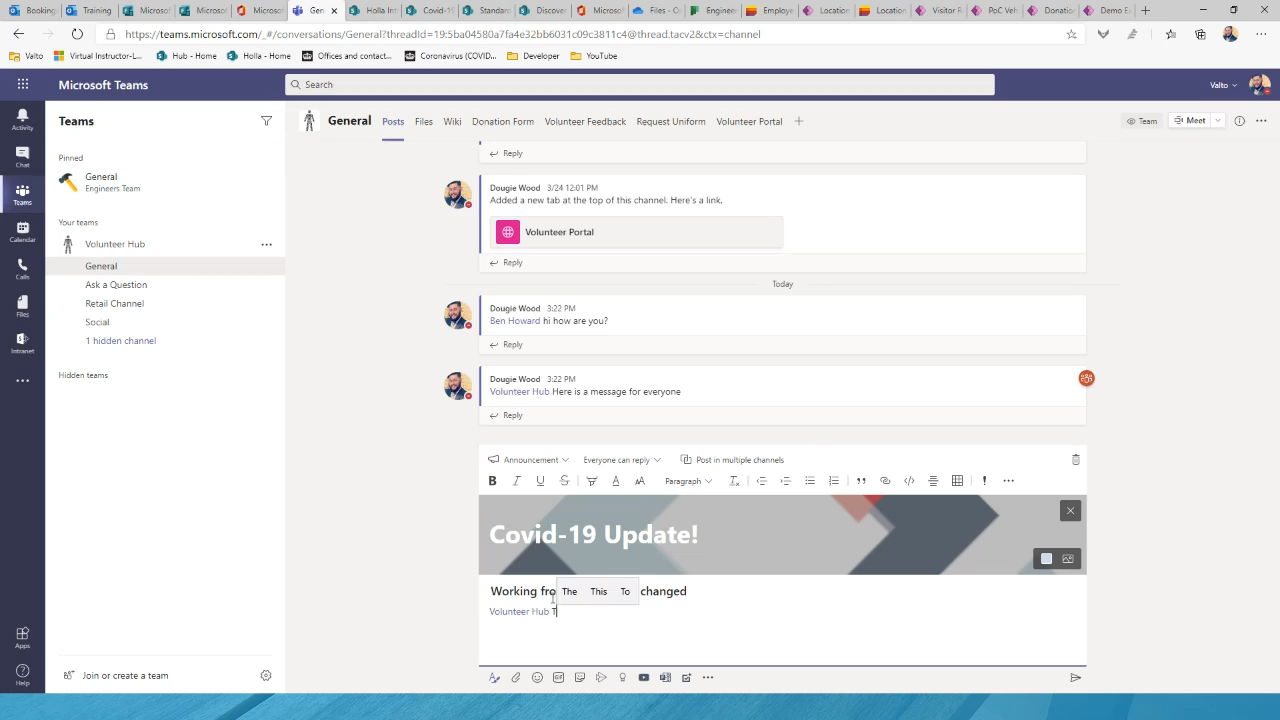 Booking
Training
Microso
Microso
Microso
Gen
Holla Int
Covid-19
Standard
Discover
Microso
Files - Co
Engineer
Employe
Location
Location
Visitor R
PoC Veh
Donatio
Demo Ea
https://teams.microsoft.com/_#/conversations/General?threadId=19:5ba04580a7fa4e32bb6031c09c3811c4@thread.tacv2&ctx=channel
Valto
Virtual Instructor-L...
Hub - Home
Holla - Home
Offices and contact...
Coronavirus (COVID...
Developer
YouTube
Microsoft Teams
Search
Valto
Activity
Chat
Teams
Calendar
Calls
Files
Intranet
Apps
Help
Teams
Pinned
General
Engineers Team
Your teams
Volunteer Hub
General
Ask a Question
Retail Channel
Social
1 hidden channel
Hidden teams
Join or create a team
General
Posts
Files
Wiki
Donation Form
Volunteer Feedback
Request Uniform
Volunteer Portal
Team
Meet
Reply
Dougie Wood 3/24 12:01 PM
Added a new tab at the top of this channel. Here's a link.
Volunteer Portal
Reply
Today
Dougie Wood 3:22 PM
Ben Howard hi how are you?
Reply
Dougie Wood 3:22 PM
Volunteer Hub Here is a message for everyone
Reply
Announcement
Everyone can reply
Post in multiple channels
B I U S A AA Paragraph
Covid-19 Update!
Working fro
The This To
changed
Volunteer Hub T